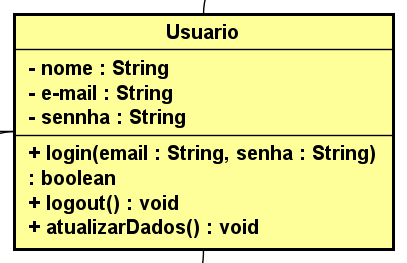 Usuario
- nome : String
- e-mail : String
- sennha : String
+ login(email : String, senha : String)
: boolean
+ logout() : void
+ atualizarDados() : void